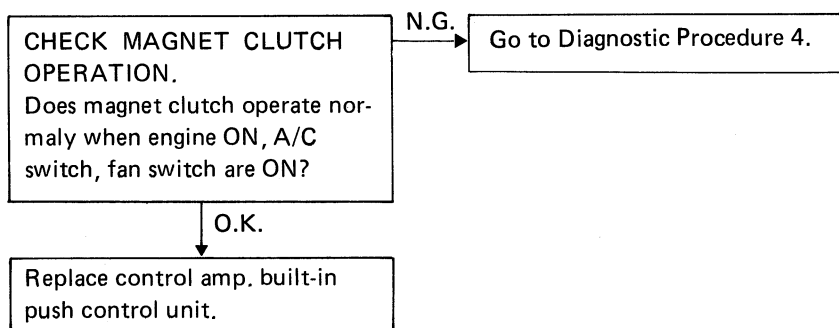 CHECK MAGNET CLUTCH
OPERATION.
Does magnet clutch operate nor-
maly when engine ON, A/C
switch, fan switch are ON?
N.G.
Go to Diagnostic Procedure 4.
O.K.
Replace control amp. built-in
push control unit.